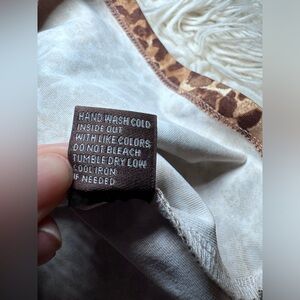 HAND WASH COLD
INSIDE OUT
WITH LIKE COLORS
DO NOT BLEACH
TUMBLE DRY LOW
COOL IRON
IF NEEDED